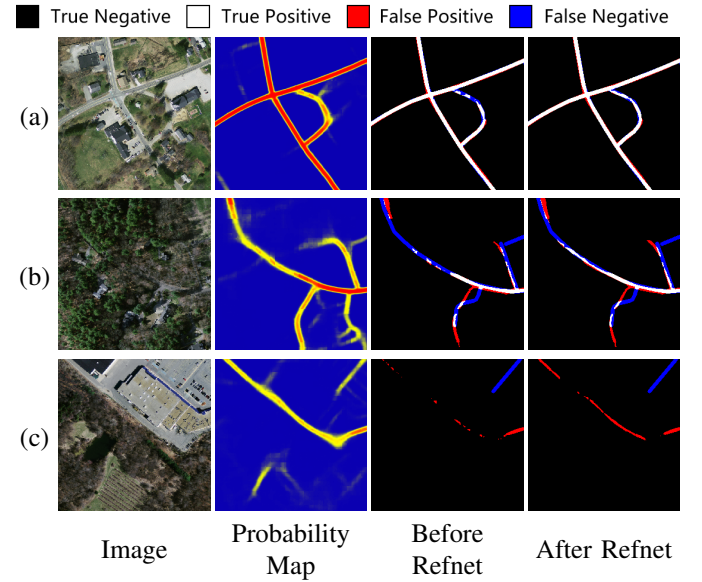 True Negative True Positive False Positive False Negative
(a)
(b)
(c)
Image Probability Before After Refnet
Map Refnet